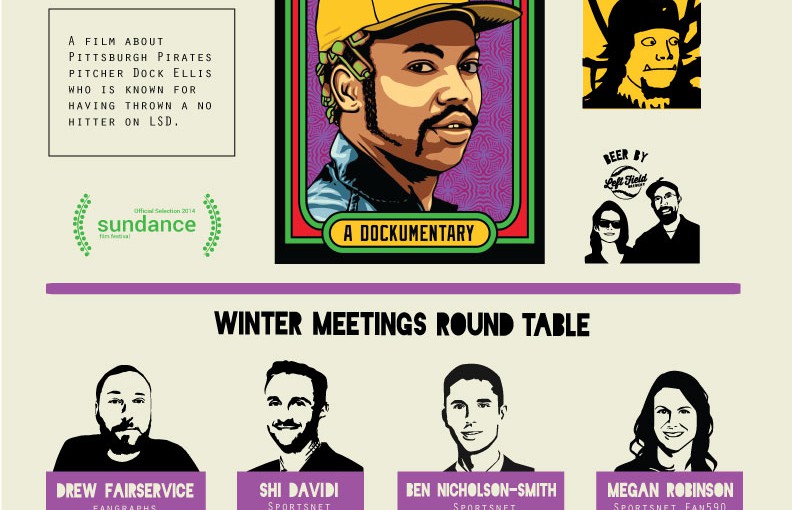 A film about
Pittsburgh Pirates
pitcher Dock Ellis
who is known for
having thrown a no
hitter on LSD.
Official Selection 2014
sundance
film festival
A DOCKUMENTARY
BEER BY
Left Field
BREWERY
WINTER MEETINGS ROUND TABLE
DREW FAIRSERVICE
FANGRAPHS
SHI DAVIDI
SPORTSNET
BEN NICHOLSON-SMITH
SPORTSNET
MEGAN ROBINSON
SPORTSNET FAN590